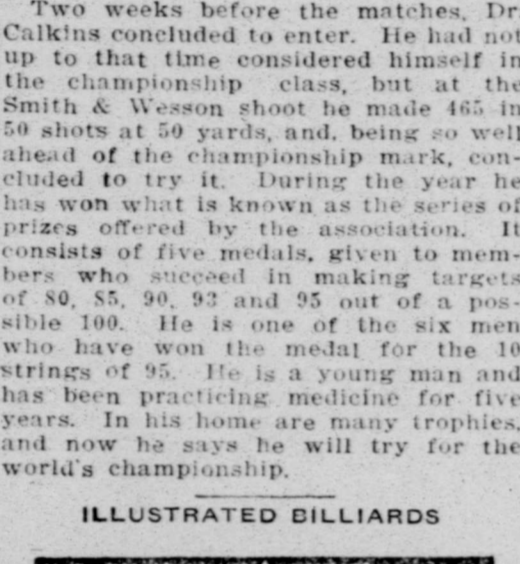 Two weeks before the matches, Dr
Calkins concluded to enter. He had not
up to that time considered himself in
the championship class, but at the
Smith & Wesson shoot he made 465 in
50 shots at 50 yards, and, being so well
ahead of the championship mark, con-
cluded to try it. During the year he
has won what is known as the series of
prizes offered by the association. It
consists of five medals, given to mem-
bers who succeed in making targets
of 80, 85, 90, 93 and 95 out of a pos-
sible 100. He is one of the six men
who have won the medal for the 10
strings of 95. He is a young man and
has been practicing medicine for five
years. In his home are many trophies,
and now he says he will try for the
world's championship.
ILLUSTRATED BILLIARDS